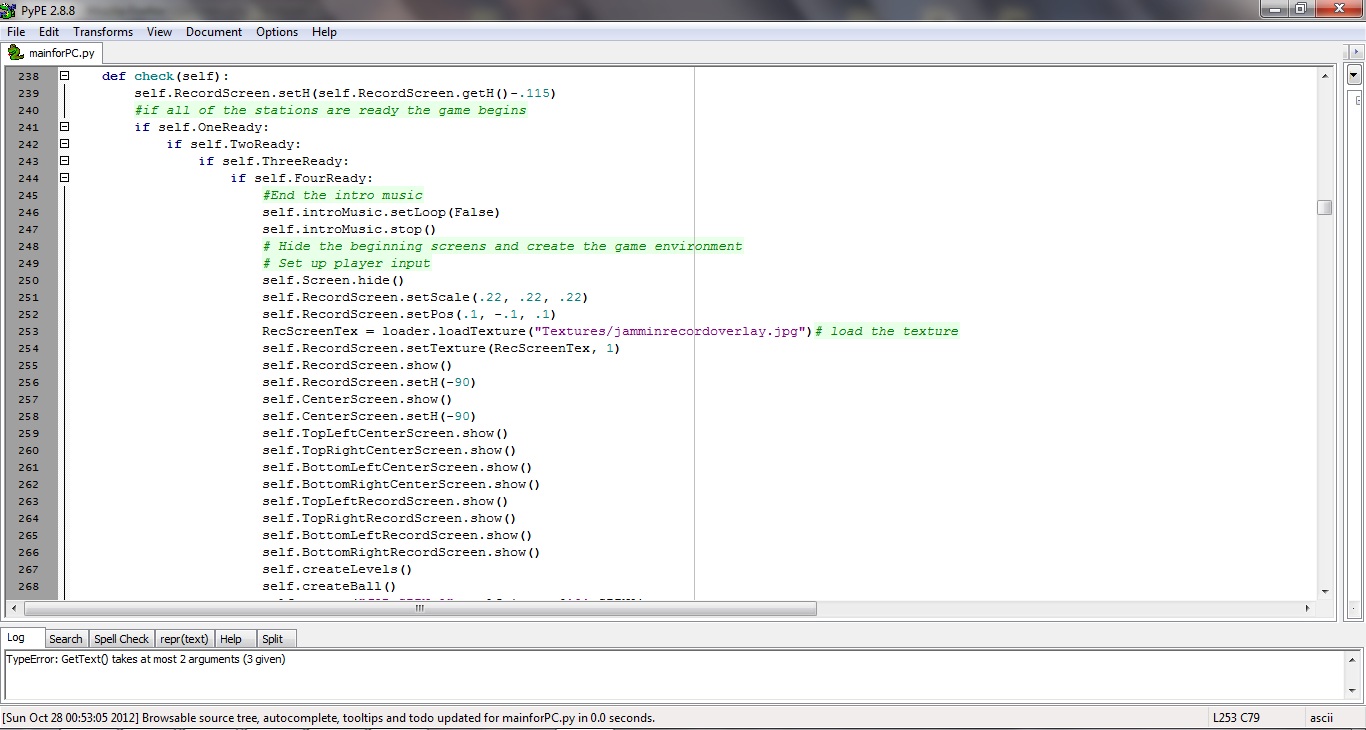 PyPE 2.8.8
File Edit Transforms View Document Options Help
mainforPC.py
238 def check(self):
239 self.RecordScreen.setH(self.RecordScreen.getH()-.115)
240 #if all of the stations are ready the game begins
241 if self.OneReady:
242 if self.TwoReady:
243 if self.ThreeReady:
244 if self.FourReady:
245 #End the intro music
246 self.introMusic.setLoop(False)
247 self.introMusic.stop()
248 # Hide the beginning screens and create the game environment
249 # Set up player input
250 self.Screen.hide()
251 self.RecordScreen.setScale(.22, .22, .22)
252 self.RecordScreen.setPos(.1, -.1, .1)
253 RecScreenTex = loader.loadTexture("Textures/jamminrecordoverlay.jpg")# load the texture
254 self.RecordScreen.setTexture(RecScreenTex, 1)
255 self.RecordScreen.show()
256 self.RecordScreen.setH(-90)
257 self.CenterScreen.show()
258 self.CenterScreen.setH(-90)
259 self.TopLeftCenterScreen.show()
260 self.TopRightCenterScreen.show()
261 self.BottomLeftCenterScreen.show()
262 self.BottomRightCenterScreen.show()
263 self.TopLeftRecordScreen.show()
264 self.TopRightRecordScreen.show()
265 self.BottomLeftRecordScreen.show()
266 self.BottomRightRecordScreen.show()
267 self.createLevels()
268 self.createBall()
Log Search Spell Check repr(text) Help Split
TypeError: GetText() takes at most 2 arguments (3 given)
[Sun Oct 28 00:53:05 2012] Browsable source tree, autocomplete, tooltips and todo updated for mainforPC.py in 0.0 seconds. L253 C79 ascii